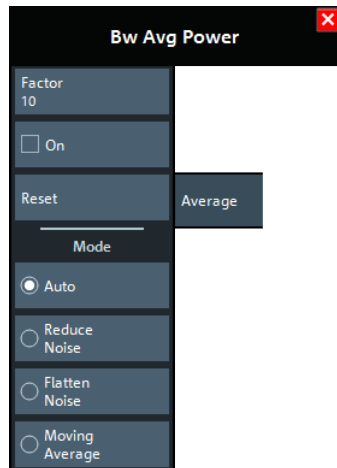 Bw Avg Power
Factor
10
On
Reset
Average
Mode
Auto
Reduce
Noise
Flatten
Noise
Moving
Average